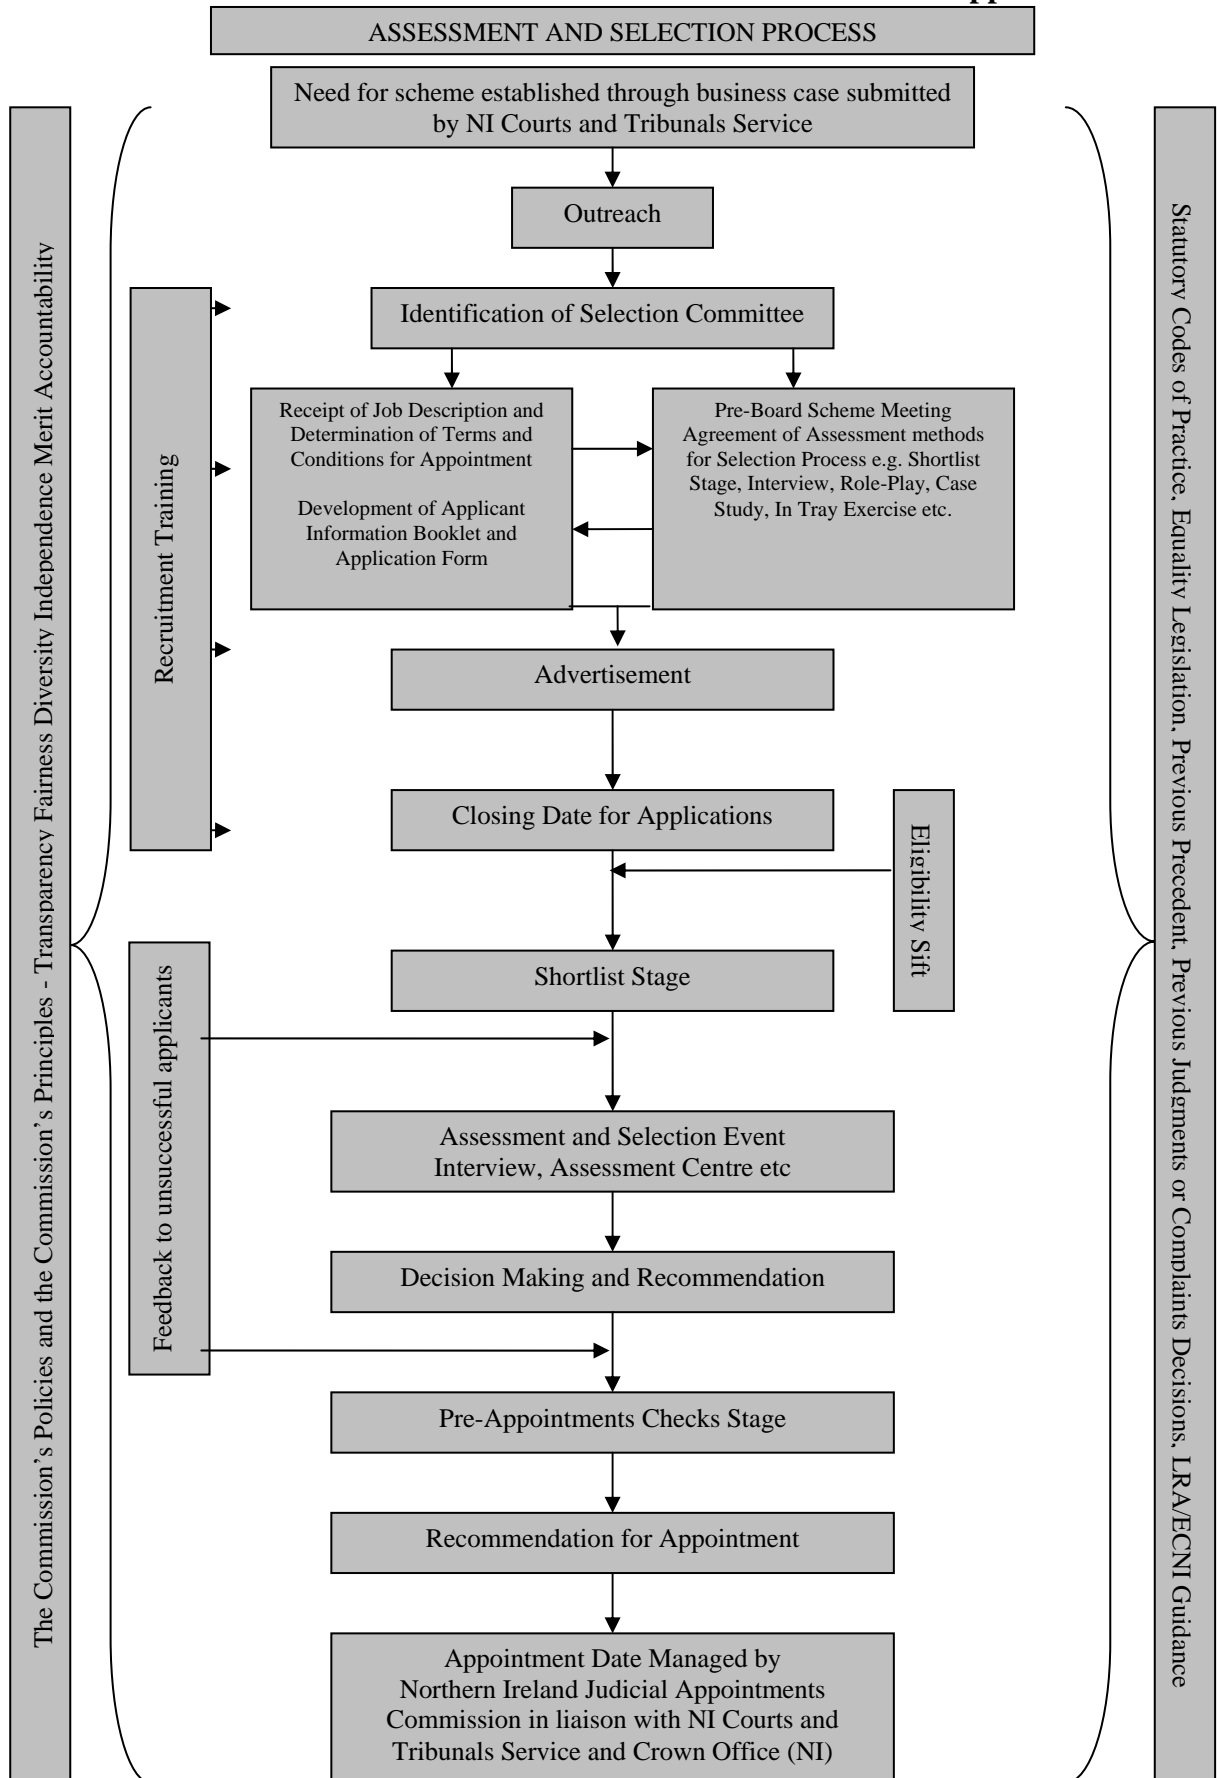 ASSESSMENT AND SELECTION PROCESS
Need for scheme established through business case submitted
by NI Courts and Tribunals Service
Outreach
Identification of Selection Committee
Receipt of Job Description and
Determination of Terms and
Conditions for Appointment
Development of Applicant
Information Booklet and
Application Form
Pre-Board Scheme Meeting
Agreement of Assessment methods
for Selection Process e.g. Shortlist
Stage, Interview, Role-Play, Case
Study, In Tray Exercise etc.
Recruitment Training
Advertisement
Closing Date for Applications
Eligibility Sift
Shortlist Stage
Feedback to unsuccessful applicants
Assessment and Selection Event
Interview, Assessment Centre etc
Decision Making and Recommendation
Pre-Appointments Checks Stage
Recommendation for Appointment
Appointment Date Managed by
Northern Ireland Judicial Appointments
Commission in liaison with NI Courts and
Tribunals Service and Crown Office (NI)
The Commission's Policies and the Commission's Principles - Transparency Fairness Diversity Independence Merit Accountability
Statutory Codes of Practice, Equality Legislation, Previous Precedent, Previous Judgments or Complaints Decisions, LRA/ECNI Guidance